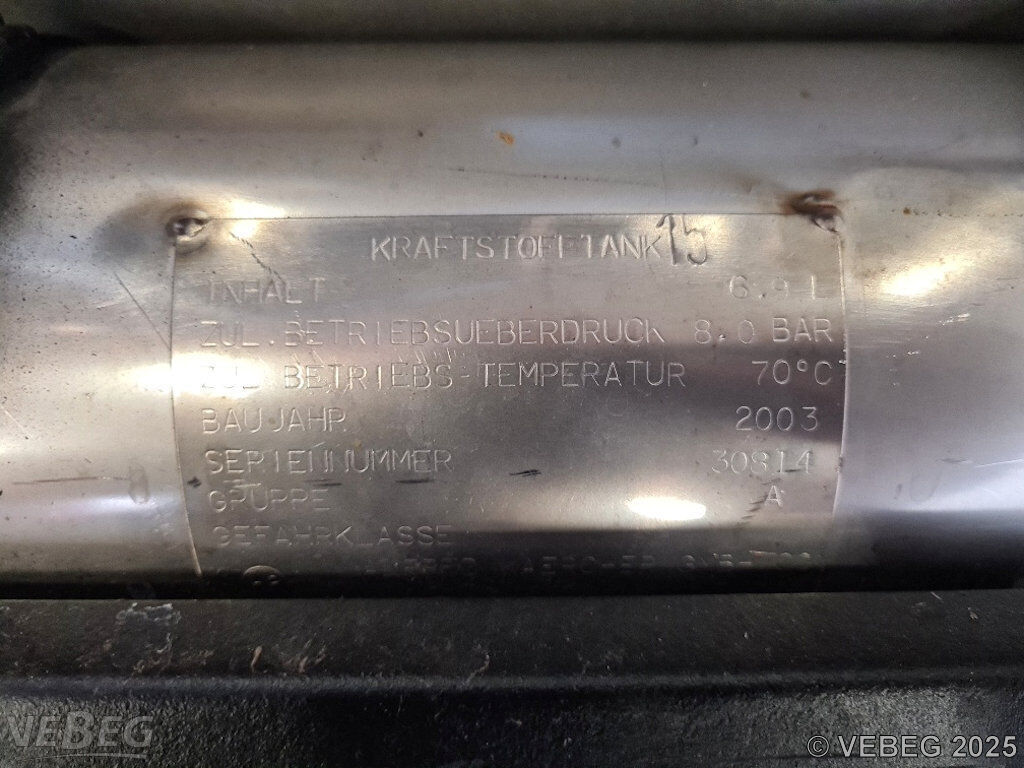 KRAFTSTOFFTANK 15
INHALT 6.9 L
ZUL.BETRIEBSUEBERDRUCK 8.0 BAR
ZUL BETRIEBS-TEMPERATUR 70°C
BAUJAHR 2003
SERIENNUMMER 30814
GRUPPE A
GEFAHRKLASSE
VEBEG
© VEBEG 2025